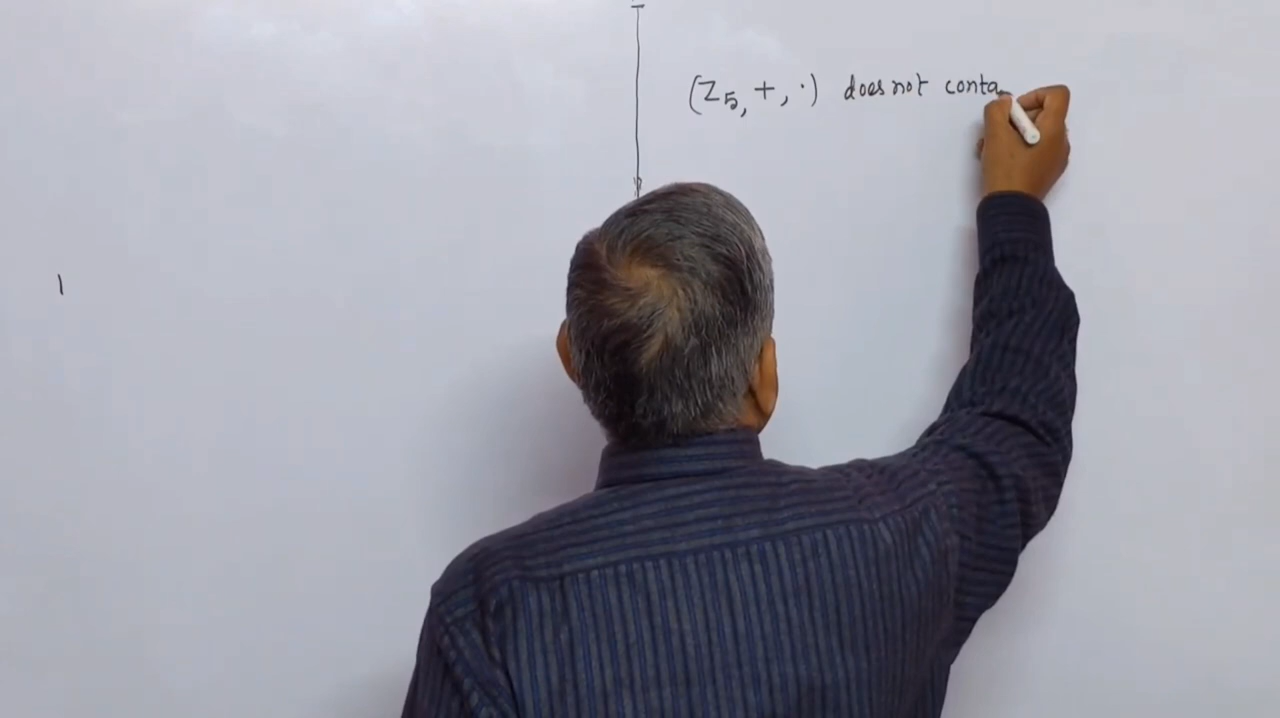 (Z5, +, ·) does not conta